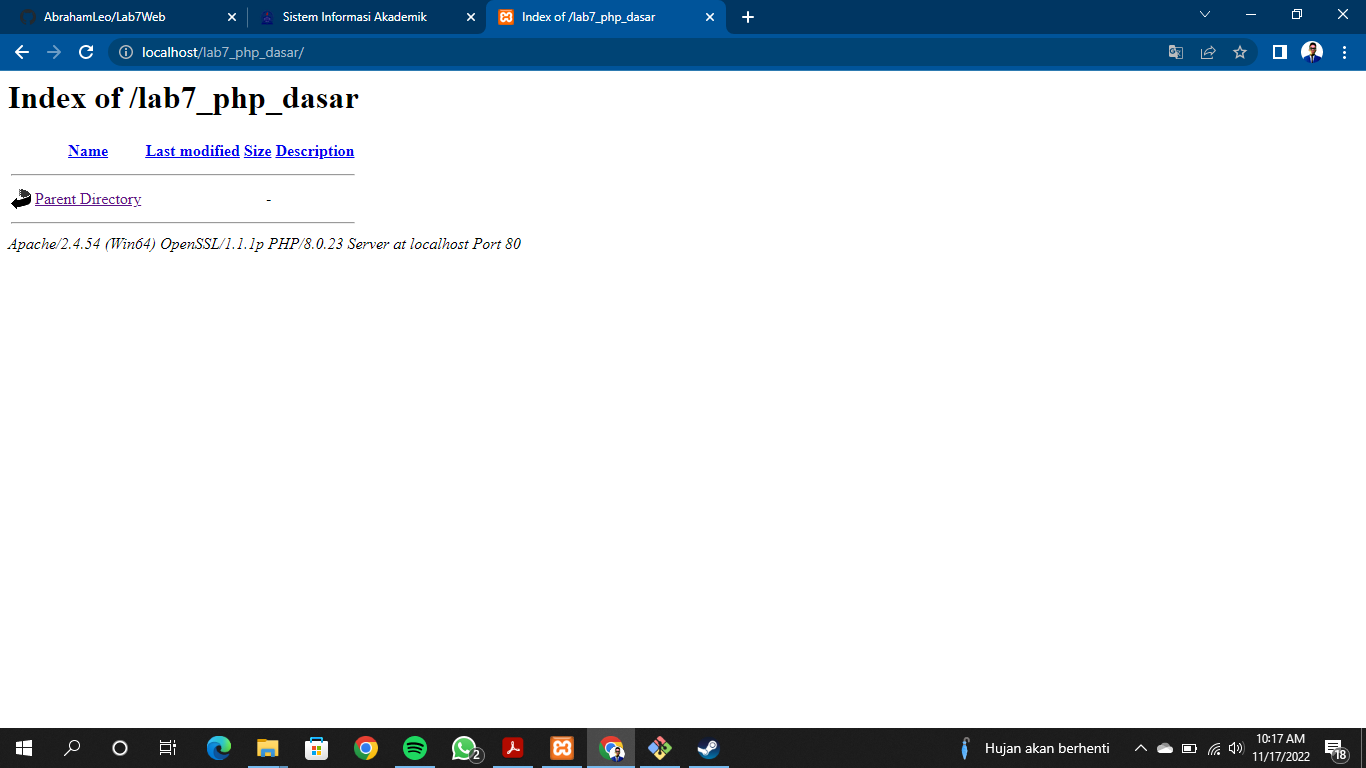 AbrahamLeo/Lab7Web
Sistem Informasi Akademik
Index of /lab7_php_dasar
localhost/lab7_php_dasar/
Index of /lab7_php_dasar
Name Last modified Size Description
Parent Directory -
Apache/2.4.54 (Win64) OpenSSL/1.1.1p PHP/8.0.23 Server at localhost Port 80
2
Hujan akan berhenti
10:17 AM
11/17/2022
18